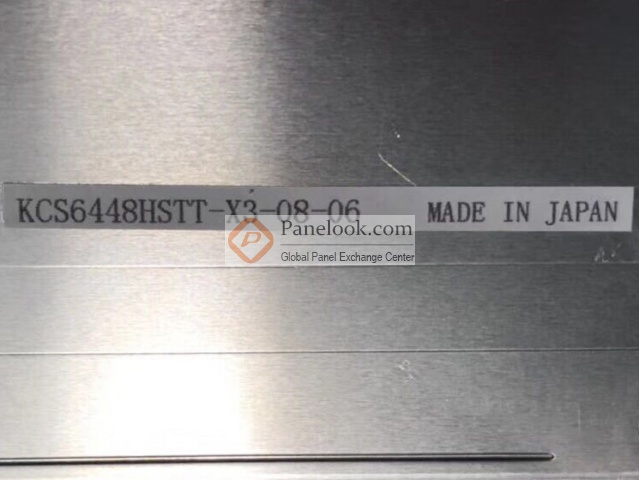 KCS6448HSTT-X3-08-06 MADE IN JAPAN
Panelook.com
Global Panel Exchange Center